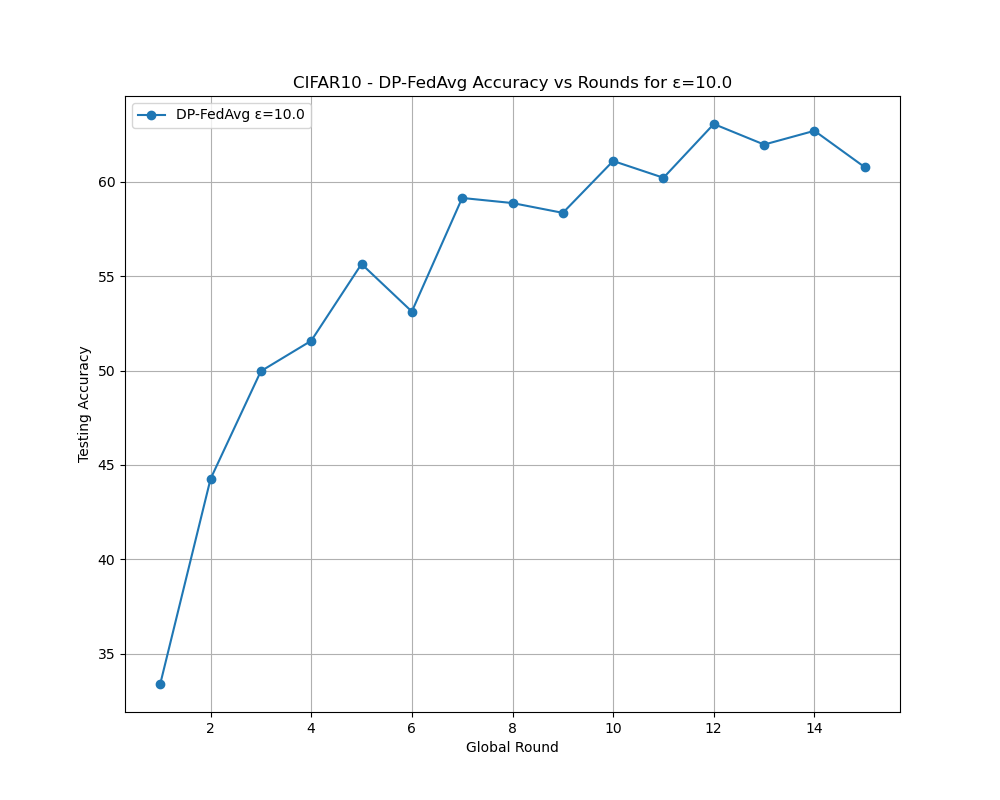 CIFAR10 - DP-FedAvg Accuracy vs Rounds for ε=10.0
DP-FedAvg ε=10.0
60
55
50
45
40
35
Testing Accuracy
2 4 6 8 10 12 14
Global Round